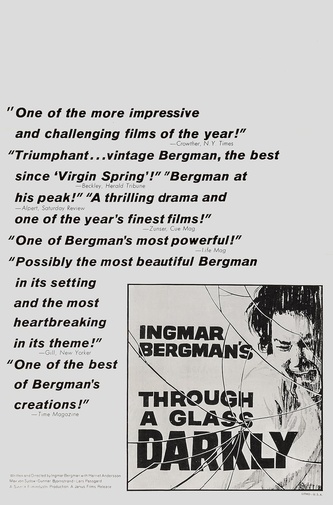 "One of the more impressive
and challenging films of the year!"
—Crowther, N.Y. Times
"Triumphant...vintage Bergman, the best
since 'Virgin Spring'!" "Bergman at
—Beckley, Herald Tribune
his peak!" "A thrilling drama and
—Alpert, Saturday Review
one of the year's finest films!"
—Zunser, Cue Mag.
"One of Bergman's most powerful!"
—Life Mag.
"Possibly the most beautiful Bergman
in its setting
and the most
heartbreaking
in its theme!"
—Gill, New Yorker
"One of the best
of Bergman's
creations!"
—Time Magazine
INGMAR
BERGMAN'S
THROUGH
A GLASS
DARKLY
Written and Directed by Ingmar Bergman with Harriet Andersson
Max von Sydow · Gunnar Bjornstrand · Lars Passgard
A Svensk Filmindustri Production A Janus Films Release